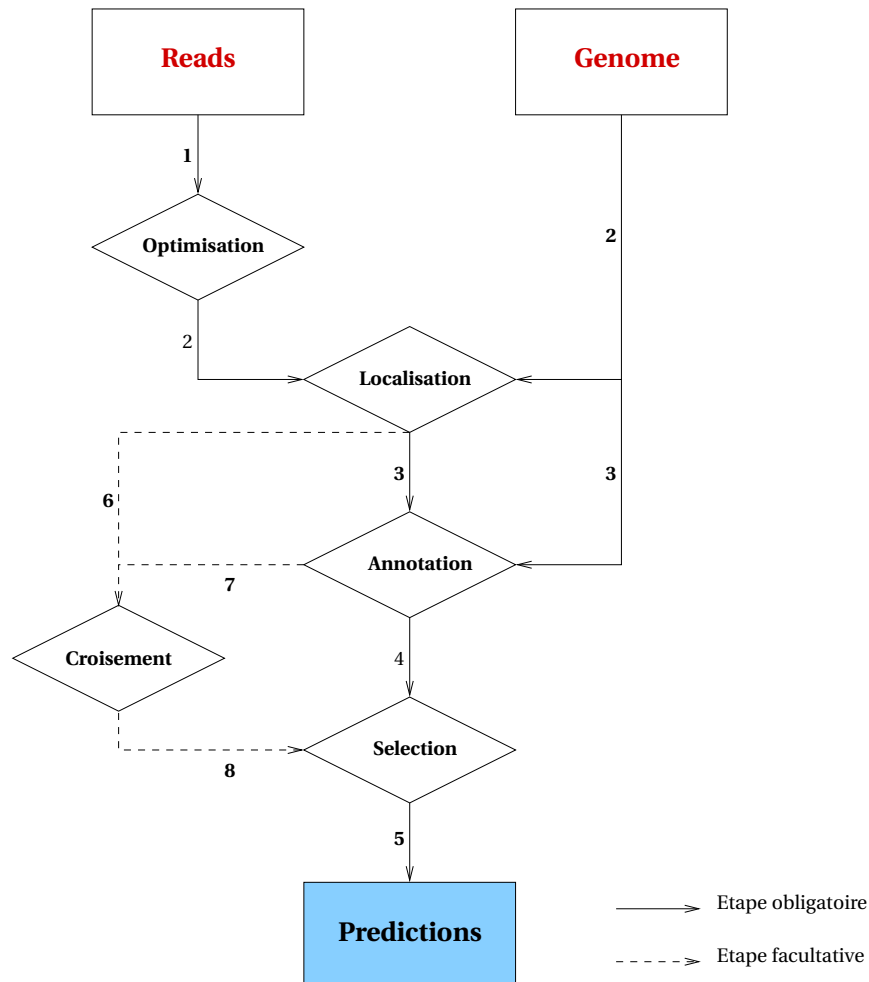 Reads
Genome
1
Optimisation
2
2
Localisation
3
3
6
Annotation
7
Croisement
4
Selection
8
5
Predictions
Etape obligatoire
Etape facultative